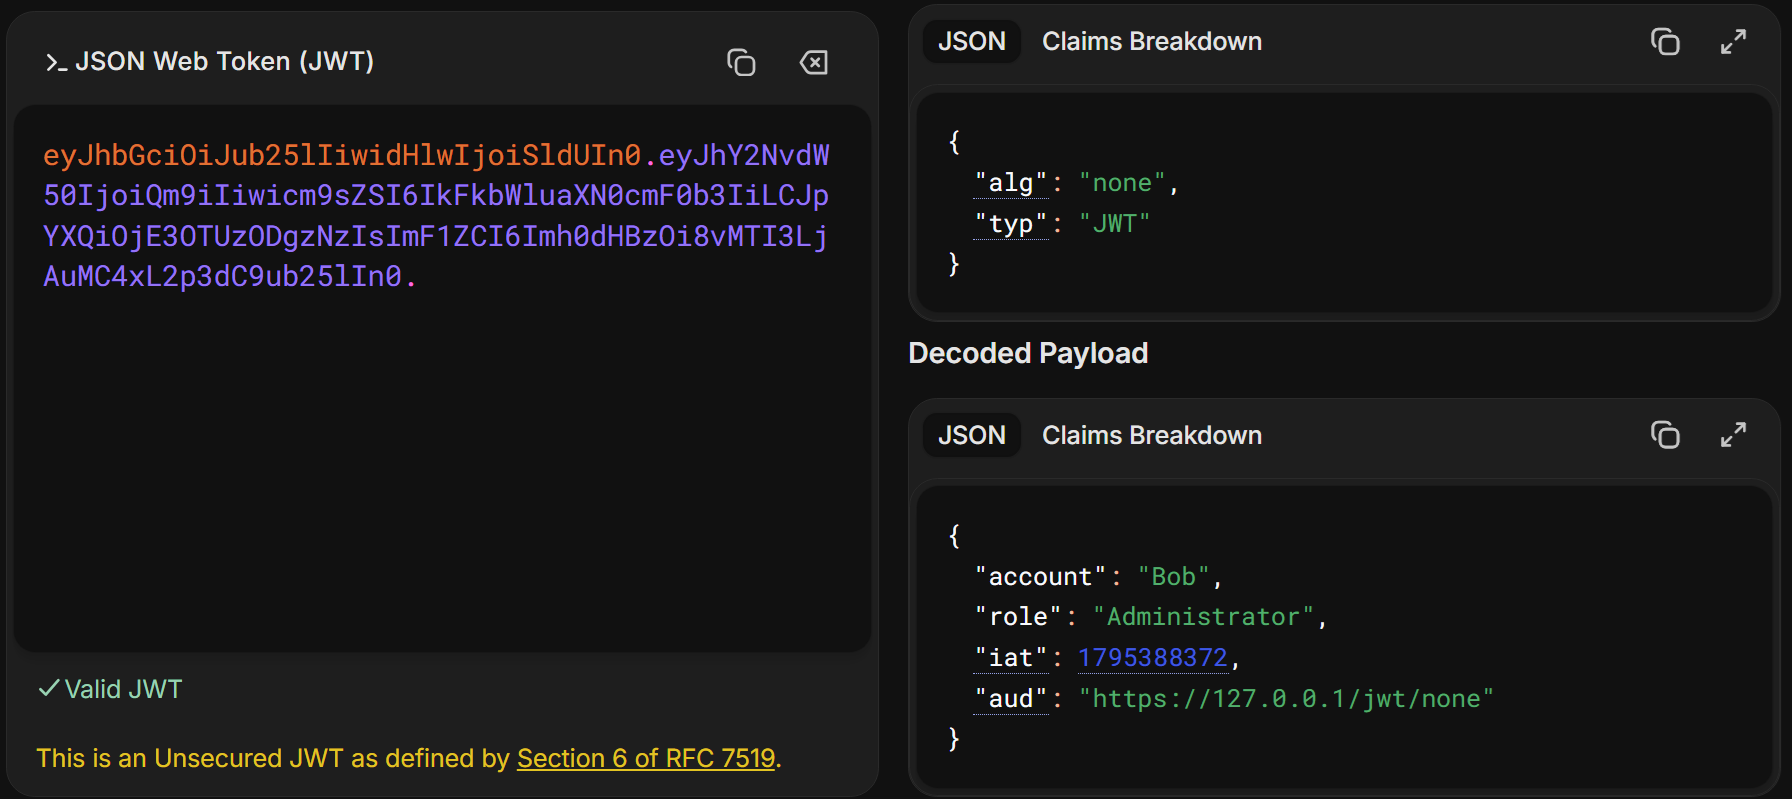 JSON Web Token (JWT)
eyJhbGciOiJub25lIiwidHlwIjoiSldUIn0.eyJhY2NvdW
50IjoiQm9iIiwicm9sZSI6IkFkbWluaXN0cmF0b3IiLCJp
YXQiOjE3OTUzODgzNzIsImF1ZCI6Imh0dHBzOi8vMTI3Lj
AuMC4xL2p3dC9ub25lIn0.
Valid JWT
This is an Unsecured JWT as defined by Section 6 of RFC 7519.
JSON Claims Breakdown
{
"alg": "none",
"typ": "JWT"
}
Decoded Payload
JSON Claims Breakdown
{
"account": "Bob",
"role": "Administrator",
"iat": 1795388372,
"aud": "https://127.0.0.1/jwt/none"
}